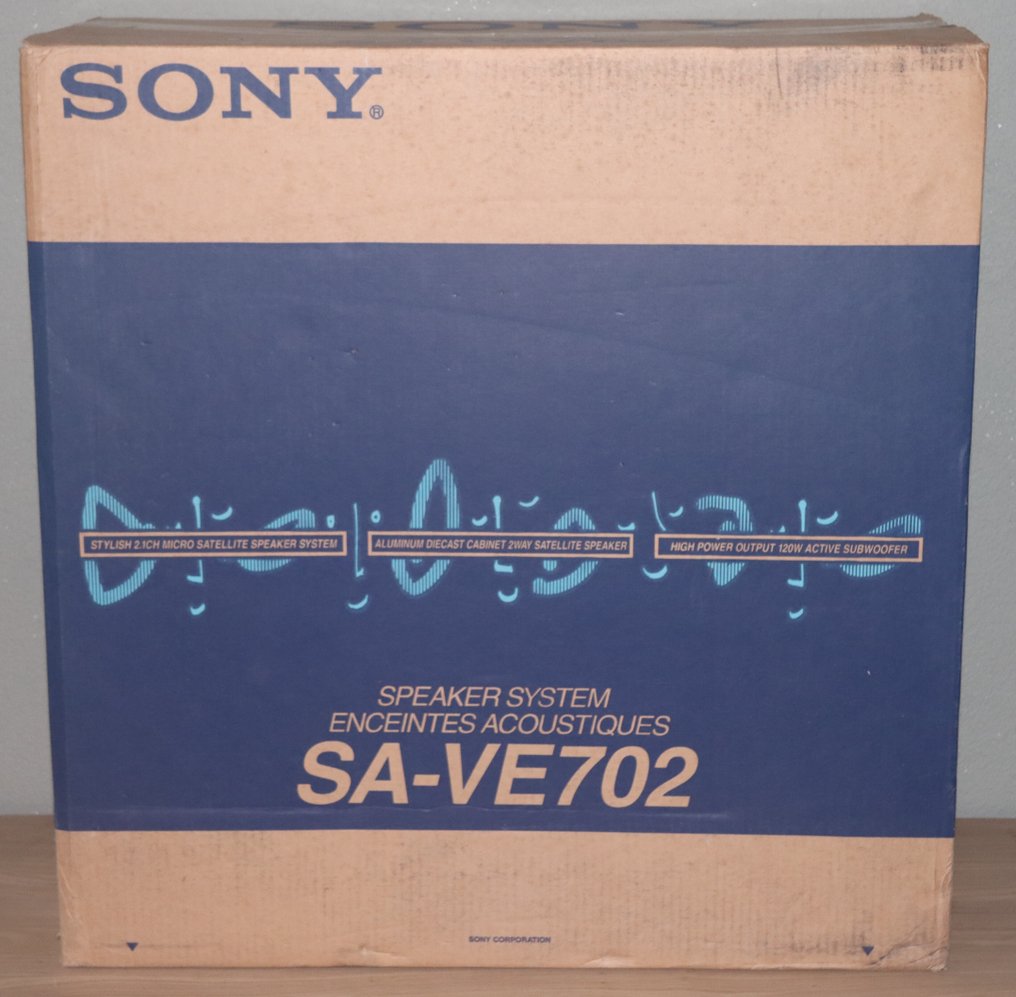 SONY
SONY®
STYLISH 2.1CH MICRO SATELLITE SPEAKER SYSTEM
ALUMINUM DIECAST CABINET 2WAY SATELLITE SPEAKER
HIGH POWER OUTPUT 120W ACTIVE SUBWOOFER
SPEAKER SYSTEM
ENCEINTES ACOUSTIQUES
SA-VE702
SONY CORPORATION